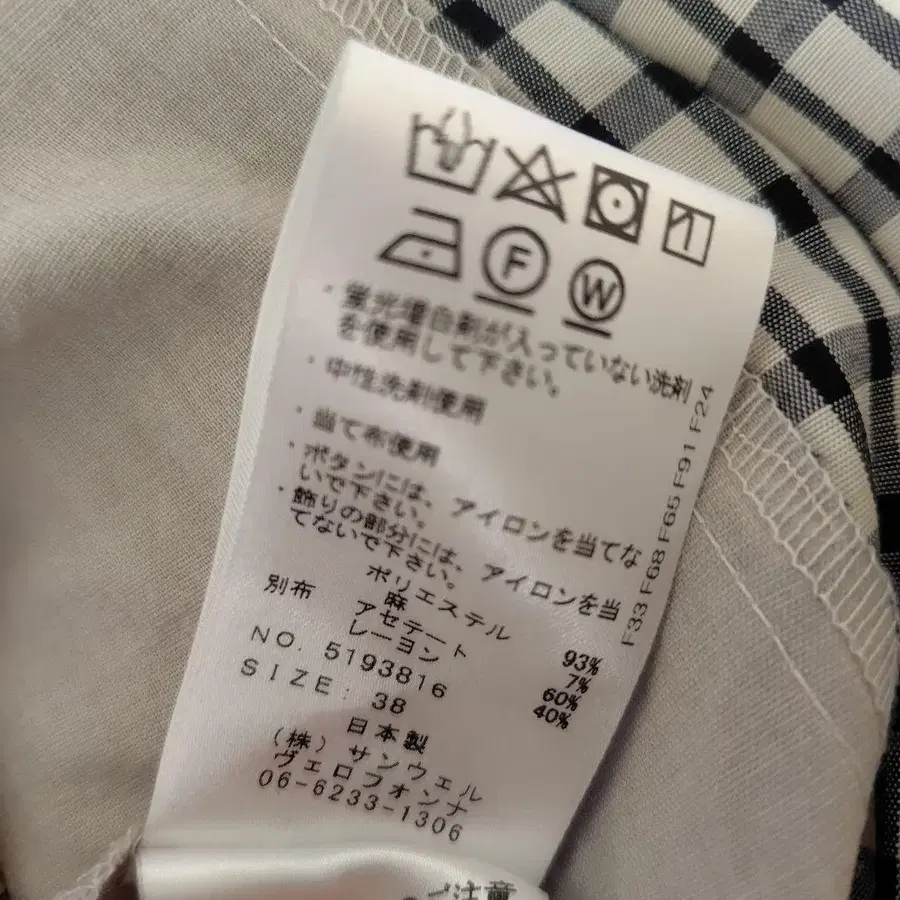 F
W
・蛍光増白剤が入っていない洗剤
を使用して下さい。
・中性洗剤使用
・当て布使用
・ボタンには、アイロンを当てな
いで下さい。
・飾りの部分には、アイロンを当
てないで下さい。
ポリエステル 93%
麻 7%
別布 アセテート 60%
レーヨン 40%
NO. 5193816
SIZE: 38
日本製
(株) サンウェル
ヴェロフォンナ
06-6233-1306
F33 F68 F65 F91 F24
注意